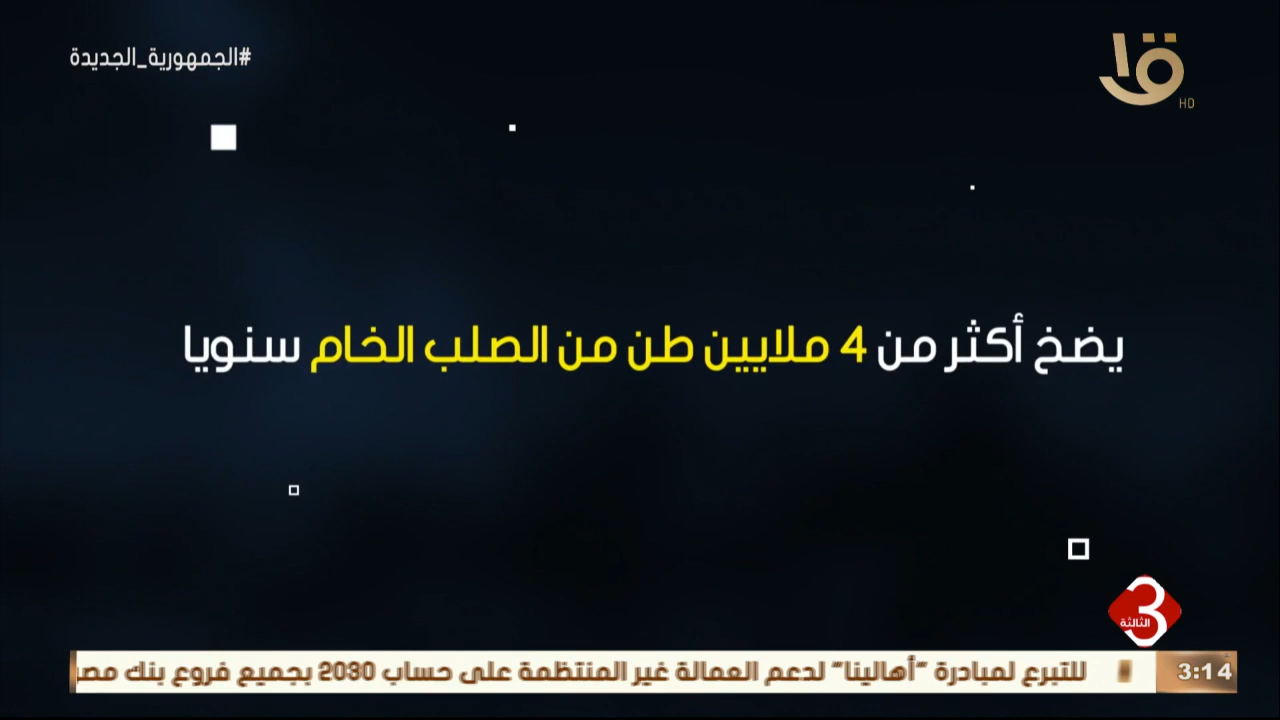 #الجمهورية_الجديدة
HD
يضخ أكثر من 4 ملايين طن من الصلب الخام سنويا
3
الثالثة
للتبرع لمبادرة "أهالينا" لدعم العمالة غير المنتظمة على حساب 2030 بجميع فروع بنك مصر
3:14